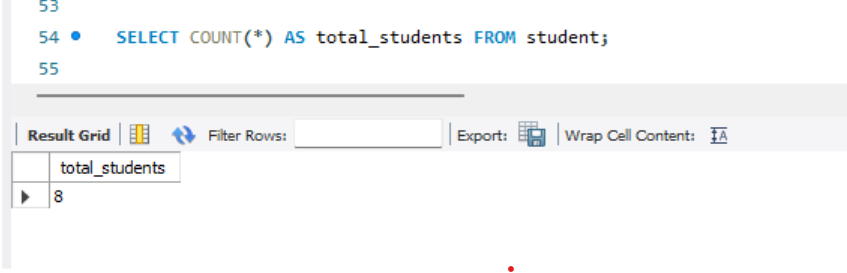 53
54 SELECT COUNT(*) AS total_students FROM student;
55
Result Grid Filter Rows: Export: Wrap Cell Content: IA
total_students
8